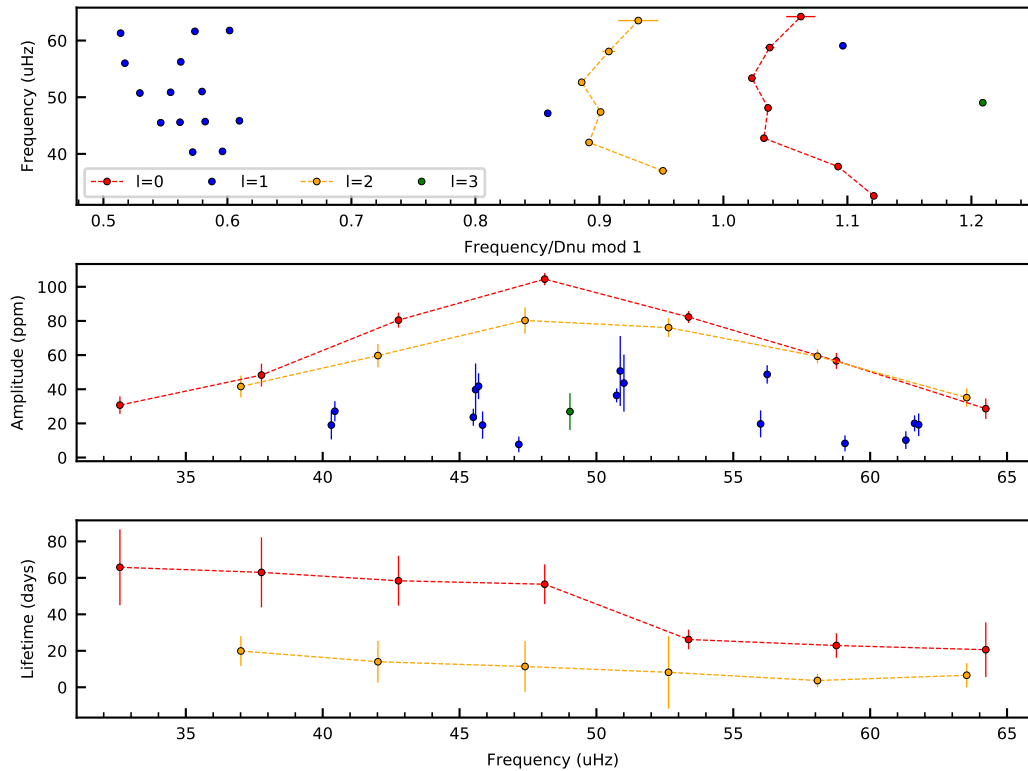 60
50
40
Frequency (uHz)
l=0 l=1 l=2 l=3
0.5 0.6 0.7 0.8 0.9 1.0 1.1 1.2
Frequency/Dnu mod 1
100
80
60
40
20
0
Amplitude (ppm)
35 40 45 50 55 60 65
80
60
40
20
0
Lifetime (days)
35 40 45 50 55 60 65
Frequency (uHz)